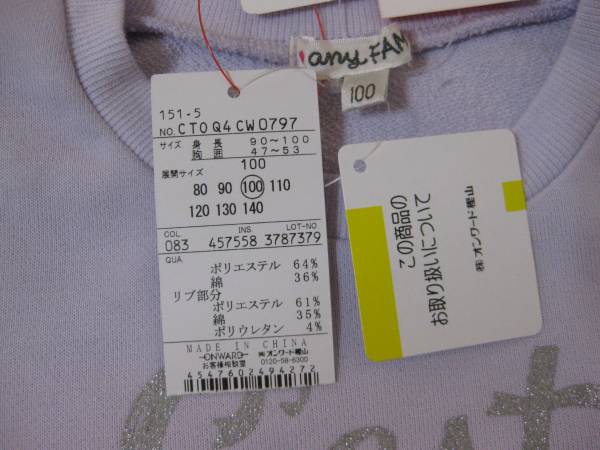 any FAM
100
151-5
NO. CTO Q4 CW0797
サイズ 身長 90~100
胸囲 47~53
100
展開サイズ
80 90 100 110
120 130 140
COL INS. LOT-NO
083 457558 3787379
QUA
ポリエステル 64%
綿 36%
リブ部分
ポリエステル 61%
綿 35%
ポリウレタン 4%
MADE IN CHINA
ONWARD ㈱オンワード樫山
お客様相談室 0120-58-6300
4547602494272
この商品の
お取り扱いについて
㈱オンワード樫山